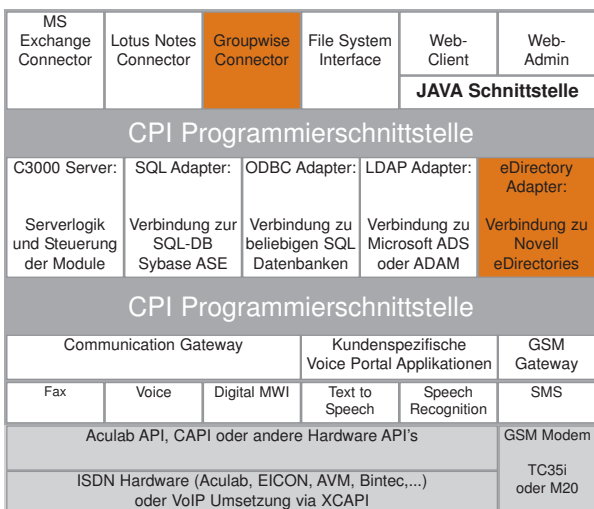 MS
Exchange
Connector
Lotus Notes
Connector
Groupwise
Connector
File System
Interface
Web-
Client
Web-
Admin
JAVA Schnittstelle
CPI Programmierschnittstelle
C3000 Server:
Serverlogik
und Steuerung
der Module
SQL Adapter:
Verbindung zur
SQL-DB
Sybase ASE
ODBC Adapter:
Verbindung zu
beliebigen SQL
Datenbanken
LDAP Adapter:
Verbindung zu
Microsoft ADS
oder ADAM
eDirectory
Adapter:
Verbindung zu
Novell
eDirectories
CPI Programmierschnittstelle
Communication Gateway
Kundenspezifische
Voice Portal Applikationen
GSM
Gateway
Fax
Voice
Digital MWI
Text to
Speech
Speech
Recognition
SMS
Aculab API, CAPI oder andere Hardware API's
ISDN Hardware (Aculab, EICON, AVM, Bintec,...)
oder VoIP Umsetzung via XCAPI
GSM Modem
TC35i
oder M20